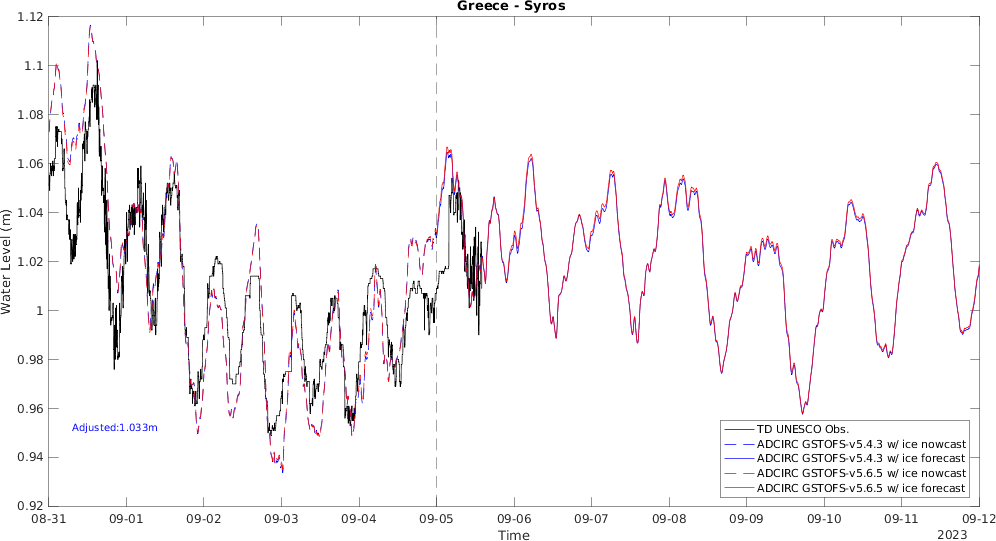 Greece - Syros
1.12
1.1
1.08
1.06
1.04
1.02
1
0.98
0.96
0.94
0.92
Water Level (m)
Adjusted:1.033m
TD UNESCO Obs.
ADCIRC GSTOFS-v5.4.3 w/ ice nowcast
ADCIRC GSTOFS-v5.4.3 w/ ice forecast
ADCIRC GSTOFS-v5.6.5 w/ ice nowcast
ADCIRC GSTOFS-v5.6.5 w/ ice forecast
08-31 09-01 09-02 09-03 09-04 09-05 09-06 09-07 09-08 09-09 09-10 09-11 09-12
Time
2023